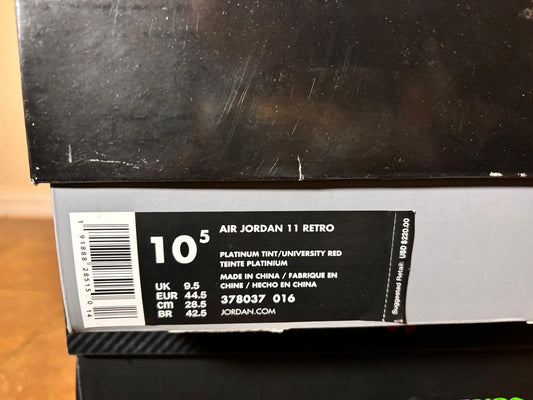 10 5
AIR JORDAN 11 RETRO
PLATINUM TINT/UNIVERSITY RED
TEINTE PLATINIUM
MADE IN CHINA / FABRIQUE EN
CHINE / HECHO EN CHINA
378037 016
JORDAN.COM
UK 9.5
EUR 44.5
cm 28.5
BR 42.5
Suggested Retail: USD $220.00